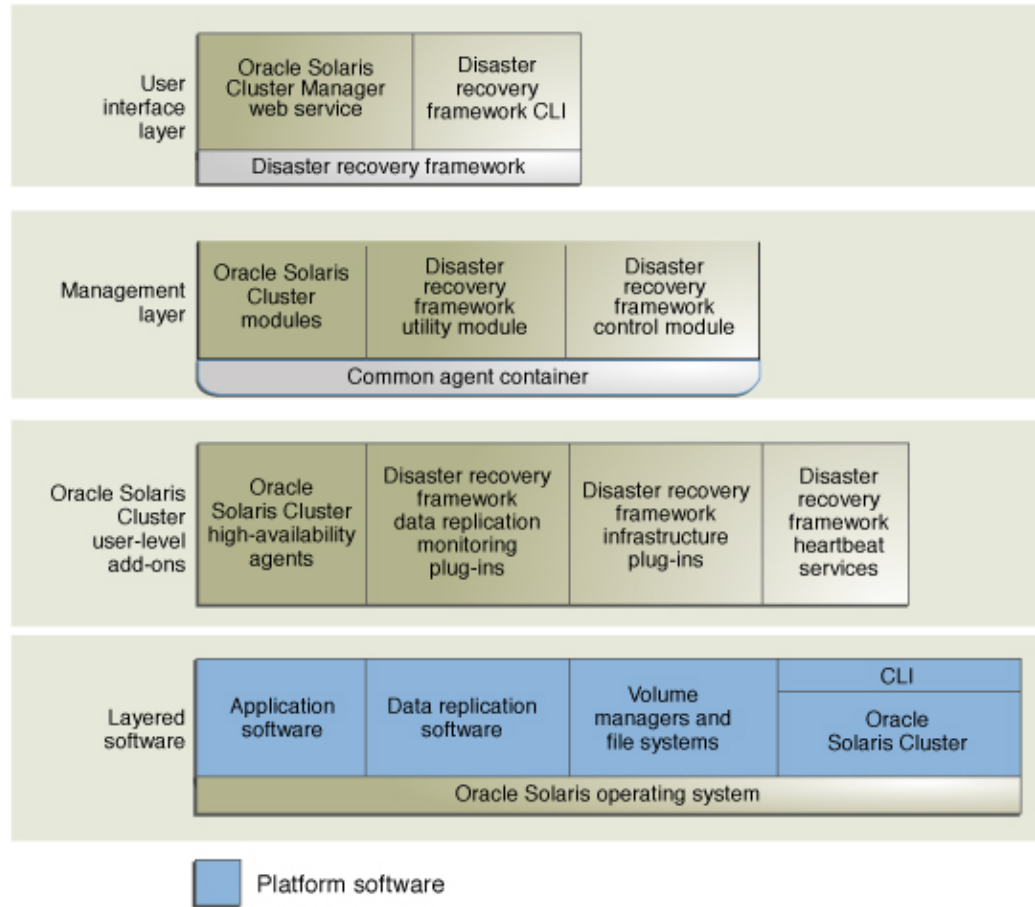 User
interface
layer
Oracle Solaris
Cluster Manager
web service
Disaster
recovery
framework CLI
Disaster recovery framework
Management
layer
Oracle Solaris
Cluster
modules
Disaster
recovery
framework
utility module
Disaster
recovery
framework
control module
Common agent container
Oracle Solaris
Cluster
user-level
add-ons
Oracle
Solaris Cluster
high-availability
agents
Disaster recovery
framework
data replication
monitoring
plug-ins
Disaster recovery
framework
infrastructure
plug-ins
Disaster
recovery
framework
heartbeat
services
Layered
software
Application
software
Data replication
software
Volume
managers and
file systems
CLI
Oracle
Solaris Cluster
Oracle Solaris operating system
Platform software